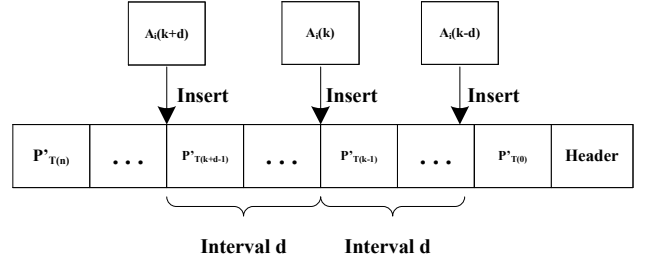 Aᵢ(k+d) Aᵢ(k) Aᵢ(k-d)
Insert Insert Insert
P’T(n) ... P’T(k+d-1) ... P’T(k-1) ... P’T(0) Header
Interval d Interval d